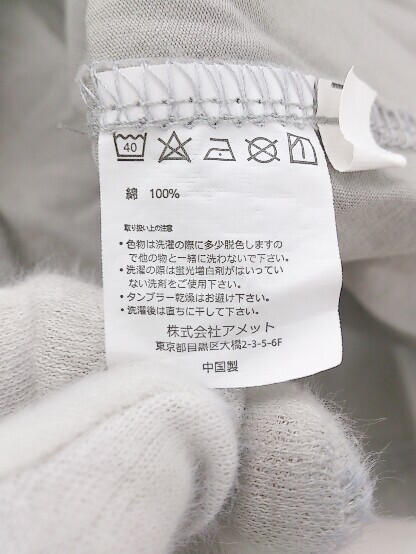 40
綿 100%
取り扱い上の注意
・色物は洗濯の際に多少脱色しますの
で他の物と一緒に洗わないで下さい。
・洗濯の際は蛍光増白剤がはいってい
ない洗剤をご使用下さい。
・タンブラー乾燥はお避け下さい。
・洗濯後は直ちに干して下さい。
株式会社アメット
東京都目黒区大橋2-3-5-6F
中国製